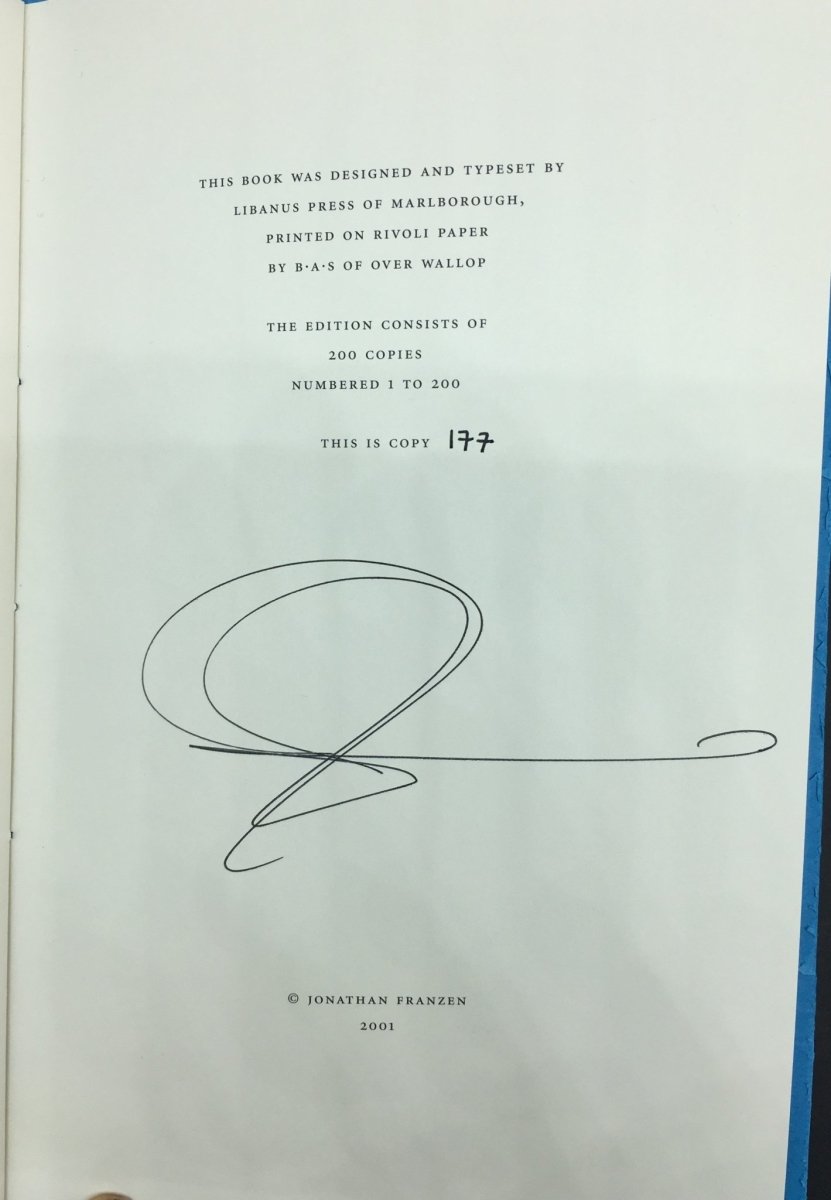 THIS BOOK WAS DESIGNED AND TYPESET BY
LIBANUS PRESS OF MARLBOROUGH,
PRINTED ON RIVOLI PAPER
BY B·A·S OF OVER WALLOP
THE EDITION CONSISTS OF
200 COPIES
NUMBERED 1 TO 200
THIS IS COPY 177
© JONATHAN FRANZEN
2001